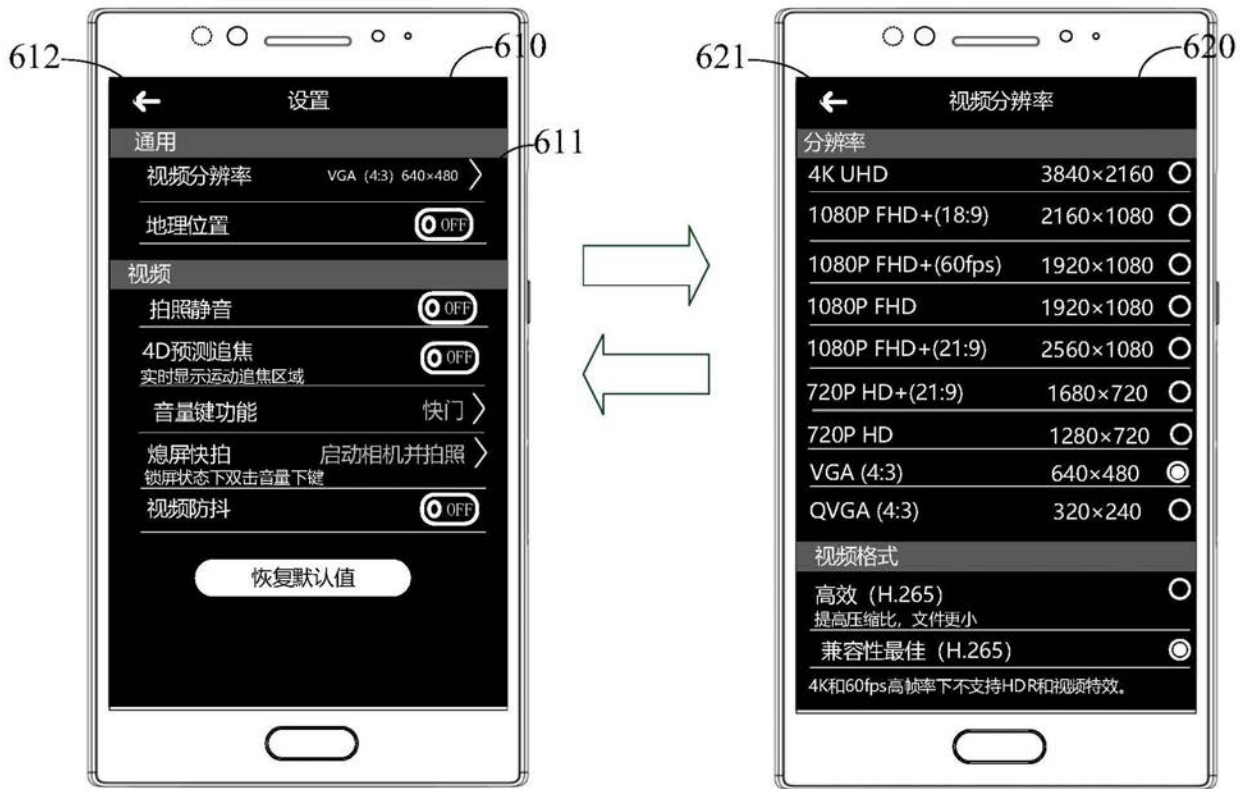 612
610
设置
通用
611
视频分辨率 VGA (4:3) 640×480
地理位置 OFF
视频
拍照静音 OFF
4D预测追焦 OFF
实时显示运动追焦区域
音量键功能 快门
熄屏快拍 启动相机并拍照
锁屏状态下双击音量下键
视频防抖 OFF
恢复默认值
621
620
视频分辨率
分辨率
4K UHD 3840×2160
1080P FHD+(18:9) 2160×1080
1080P FHD+(60fps) 1920×1080
1080P FHD 1920×1080
1080P FHD+(21:9) 2560×1080
720P HD+(21:9) 1680×720
720P HD 1280×720
VGA (4:3) 640×480
QVGA (4:3) 320×240
视频格式
高效（H.265)
提高压缩比，文件更小
兼容性最佳（H.265)
4K和60fps高帧率下不支持HDR和视频特效。